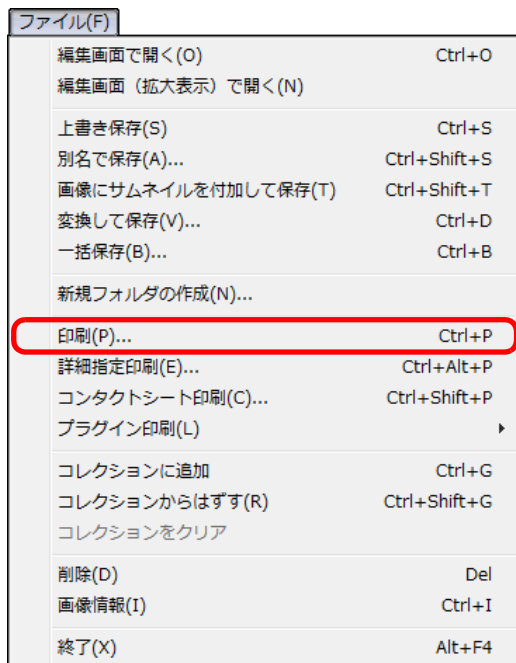 ファイル(F)
編集画面で開く(O) Ctrl+O
編集画面（拡大表示）で開く(N)
上書き保存(S) Ctrl+S
別名で保存(A)... Ctrl+Shift+S
画像にサムネイルを付加して保存(T) Ctrl+Shift+T
変換して保存(V)... Ctrl+D
一括保存(B)... Ctrl+B
新規フォルダの作成(N)...
印刷(P)... Ctrl+P
詳細指定印刷(E)... Ctrl+Alt+P
コンタクトシート印刷(C)... Ctrl+Shift+P
プラグイン印刷(L)
コレクションに追加 Ctrl+G
コレクションからはずす(R) Ctrl+Shift+G
コレクションをクリア
削除(D) Del
画像情報(I) Ctrl+I
終了(X) Alt+F4